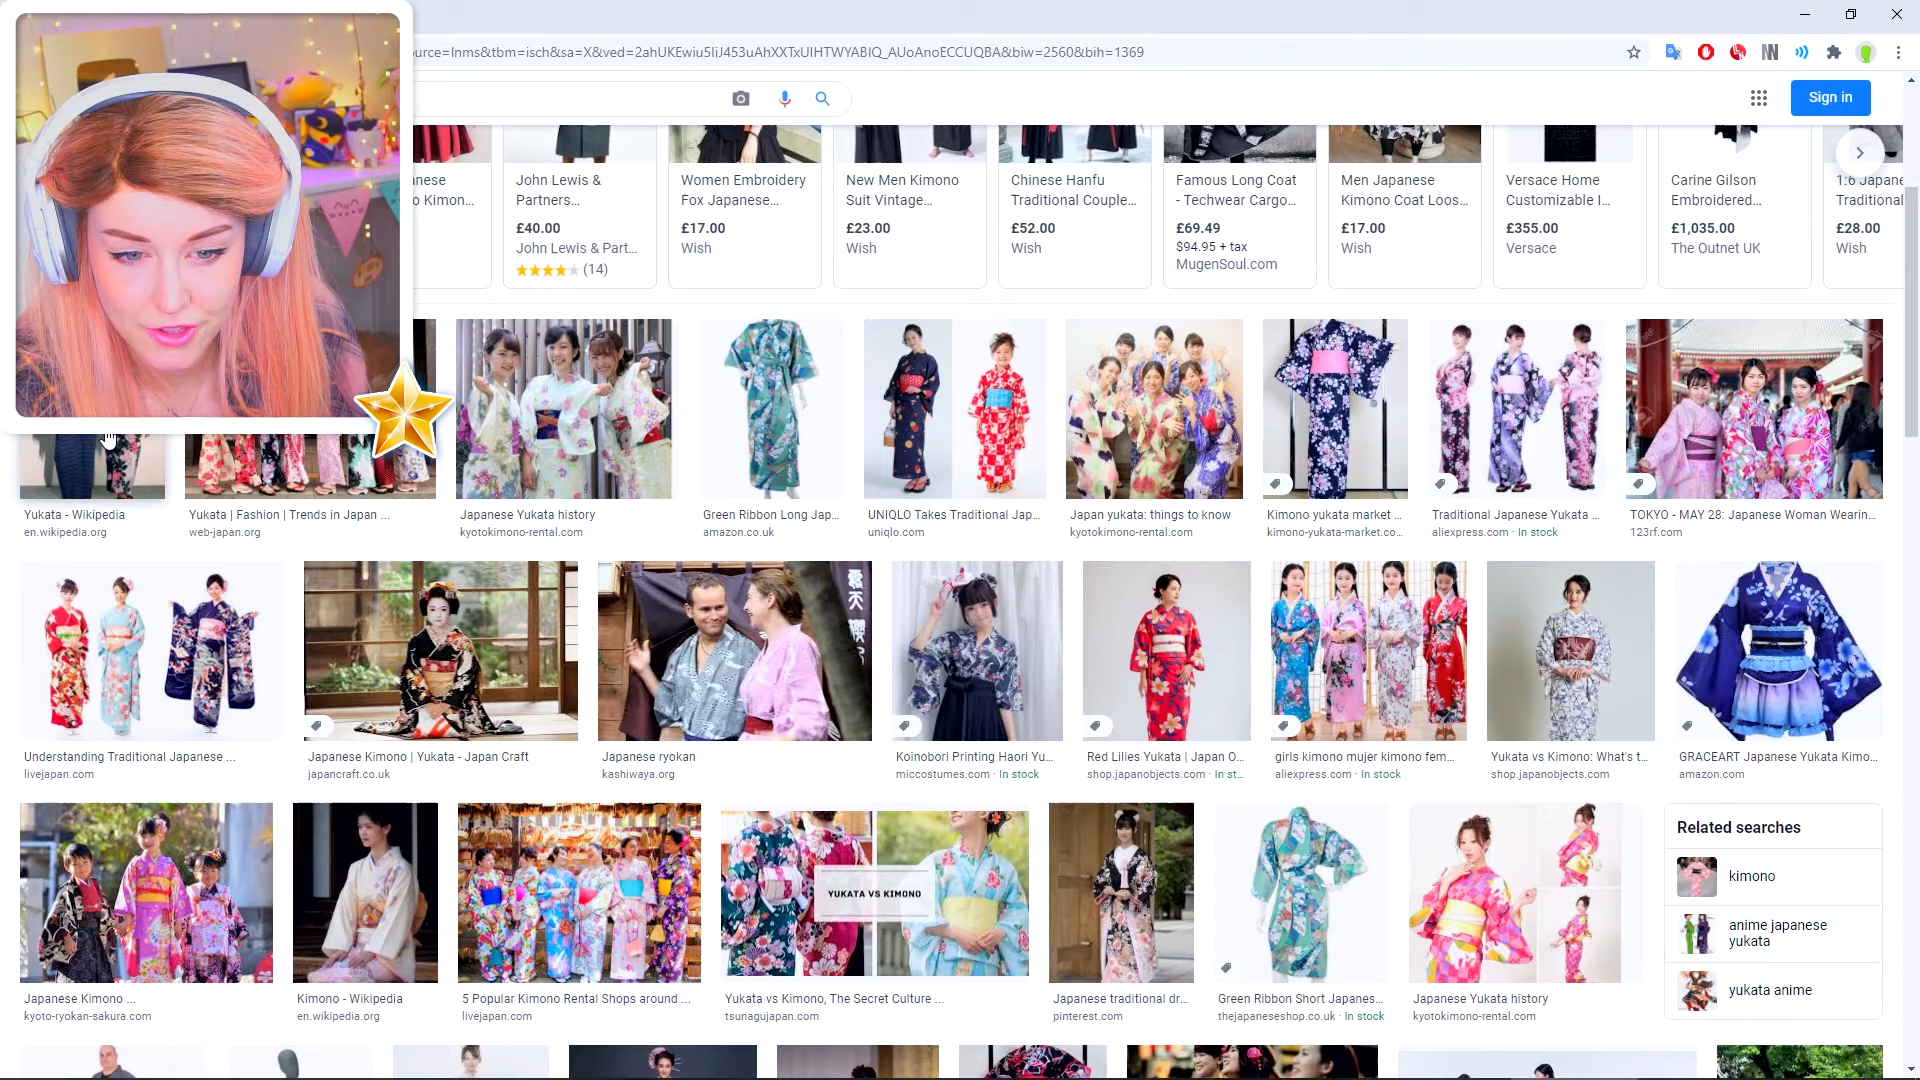 ource=lnms&tbm=isch&sa=X&ved=2ahUKEwiu5IiJ453uAhXXTxUIHTWYABIQ_AUoAnoECCUQBA&biw=2560&bih=1369
Sign in
anese
o Kimon...
John Lewis &
Partners...
£40.00
John Lewis & Part...
(14)
Women Embroidery
Fox Japanese...
£17.00
Wish
New Men Kimono
Suit Vintage...
£23.00
Wish
Chinese Hanfu
Traditional Couple...
£52.00
Wish
Famous Long Coat
- Techwear Cargo...
£69.49
$94.95 + tax
MugenSoul.com
Men Japanese
Kimono Coat Loos...
£17.00
Wish
Versace Home
Customizable I...
£355.00
Versace
Carine Gilson
Embroidered...
£1,035.00
The Outnet UK
1:6 Japane
Traditional
£28.00
Wish
Yukata - Wikipedia
en.wikipedia.org
Yukata | Fashion | Trends in Japan ...
web-japan.org
Japanese Yukata history
kyotokimono-rental.com
Green Ribbon Long Jap...
amazon.co.uk
UNIQLO Takes Traditional Jap...
uniqlo.com
Japan yukata: things to know
kyotokimono-rental.com
Kimono yukata market ...
kimono-yukata-market.co...
Traditional Japanese Yukata ...
aliexpress.com · In stock
TOKYO - MAY 28: Japanese Woman Wearin...
123rf.com
Understanding Traditional Japanese ...
livejapan.com
Japanese Kimono | Yukata - Japan Craft
japancraft.co.uk
Japanese ryokan
kashiwaya.org
Koinobori Printing Haori Yu...
miccostumes.com · In stock
Red Lilies Yukata | Japan O...
shop.japanobjects.com · In st...
girls kimono mujer kimono fem...
aliexpress.com · In stock
Yukata vs Kimono: What's t...
shop.japanobjects.com
GRACEART Japanese Yukata Kimo...
amazon.com
YUKATA VS KIMONO
Japanese Kimono ...
kyoto-ryokan-sakura.com
Kimono - Wikipedia
en.wikipedia.org
5 Popular Kimono Rental Shops around ...
livejapan.com
Yukata vs Kimono, The Secret Culture ...
tsunagujapan.com
Japanese traditional dr...
pinterest.com
Green Ribbon Short Japanes...
thejapaneseshop.co.uk · In stock
Japanese Yukata history
kyotokimono-rental.com
Related searches
kimono
anime japanese
yukata
yukata anime